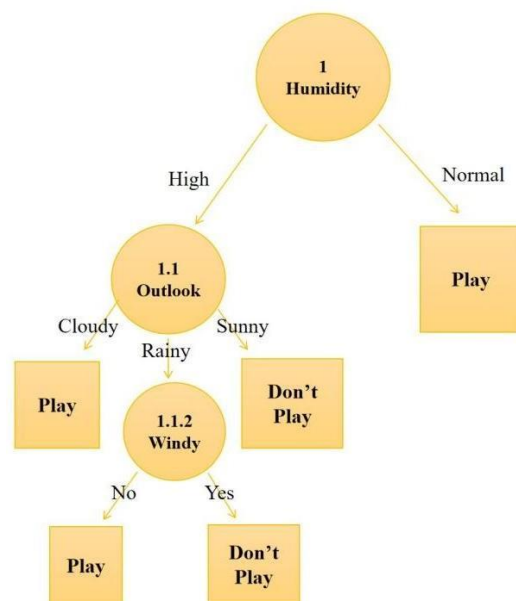 1
Humidity
High
Normal
1.1
Outlook
Play
Cloudy
Sunny
Rainy
Play
1.1.2
Windy
Don’t
Play
No
Yes
Play
Don’t
Play